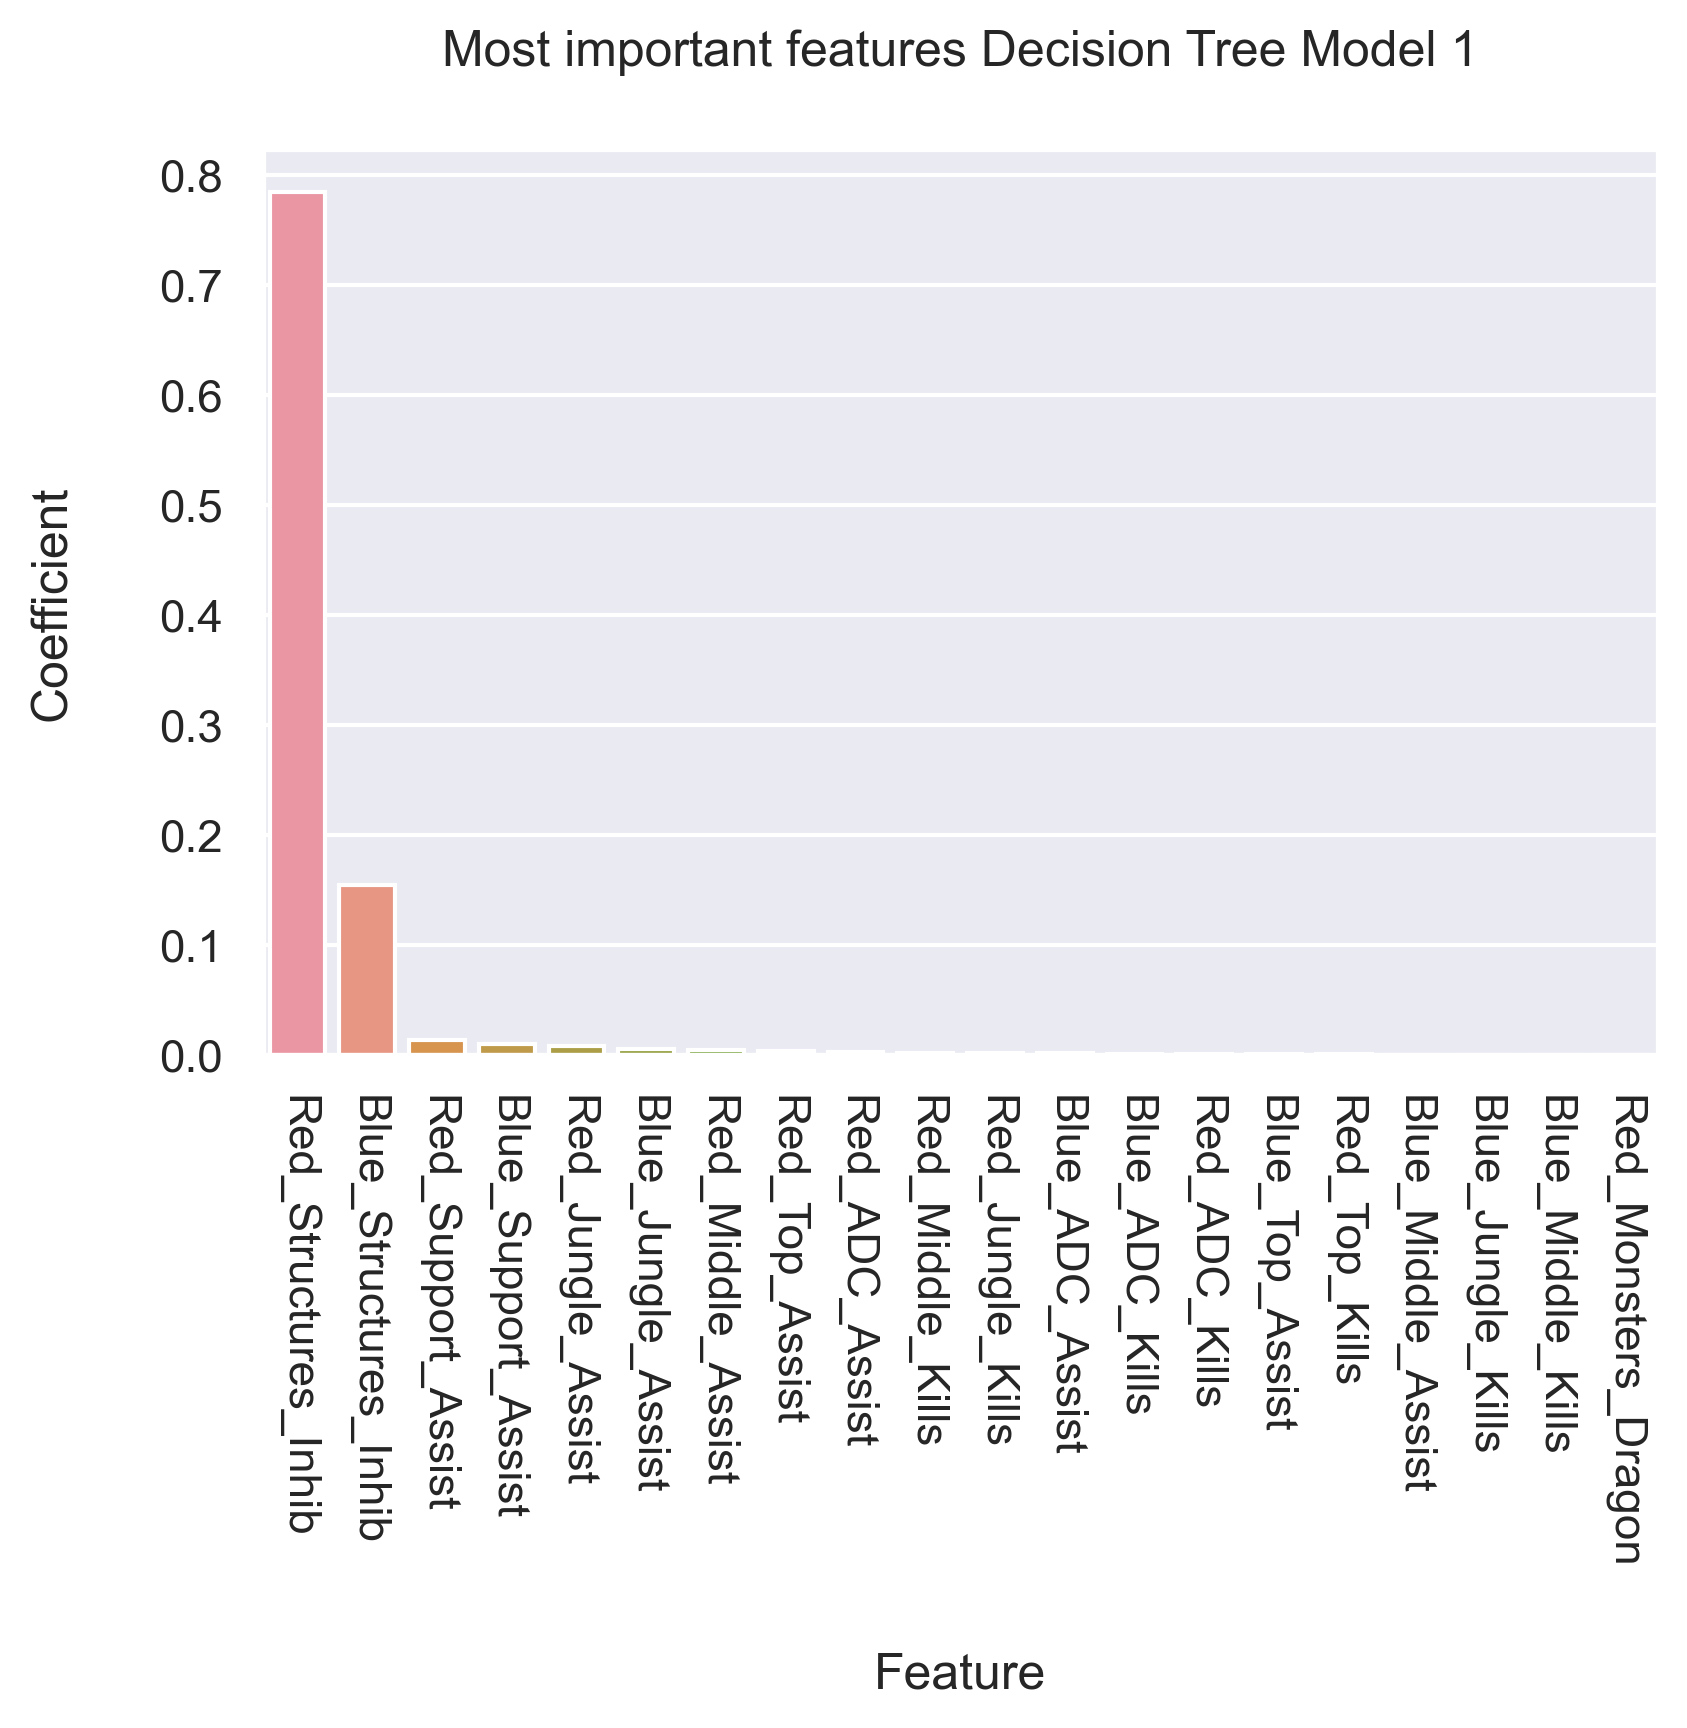 Most important features Decision Tree Model 1
0.8
0.7
0.6
0.5
0.4
0.3
0.2
0.1
0.0
Coefficient
Red_Structures_Inhib
Blue_Structures_Inhib
Red_Support_Assist
Blue_Support_Assist
Red_Jungle_Assist
Blue_Jungle_Assist
Red_Middle_Assist
Red_Top_Assist
Red_ADC_Assist
Red_Middle_Kills
Red_Jungle_Kills
Blue_ADC_Assist
Blue_ADC_Kills
Red_ADC_Kills
Blue_Top_Assist
Red_Top_Kills
Blue_Middle_Assist
Blue_Jungle_Kills
Blue_Middle_Kills
Red_Monsters_Dragon
Feature